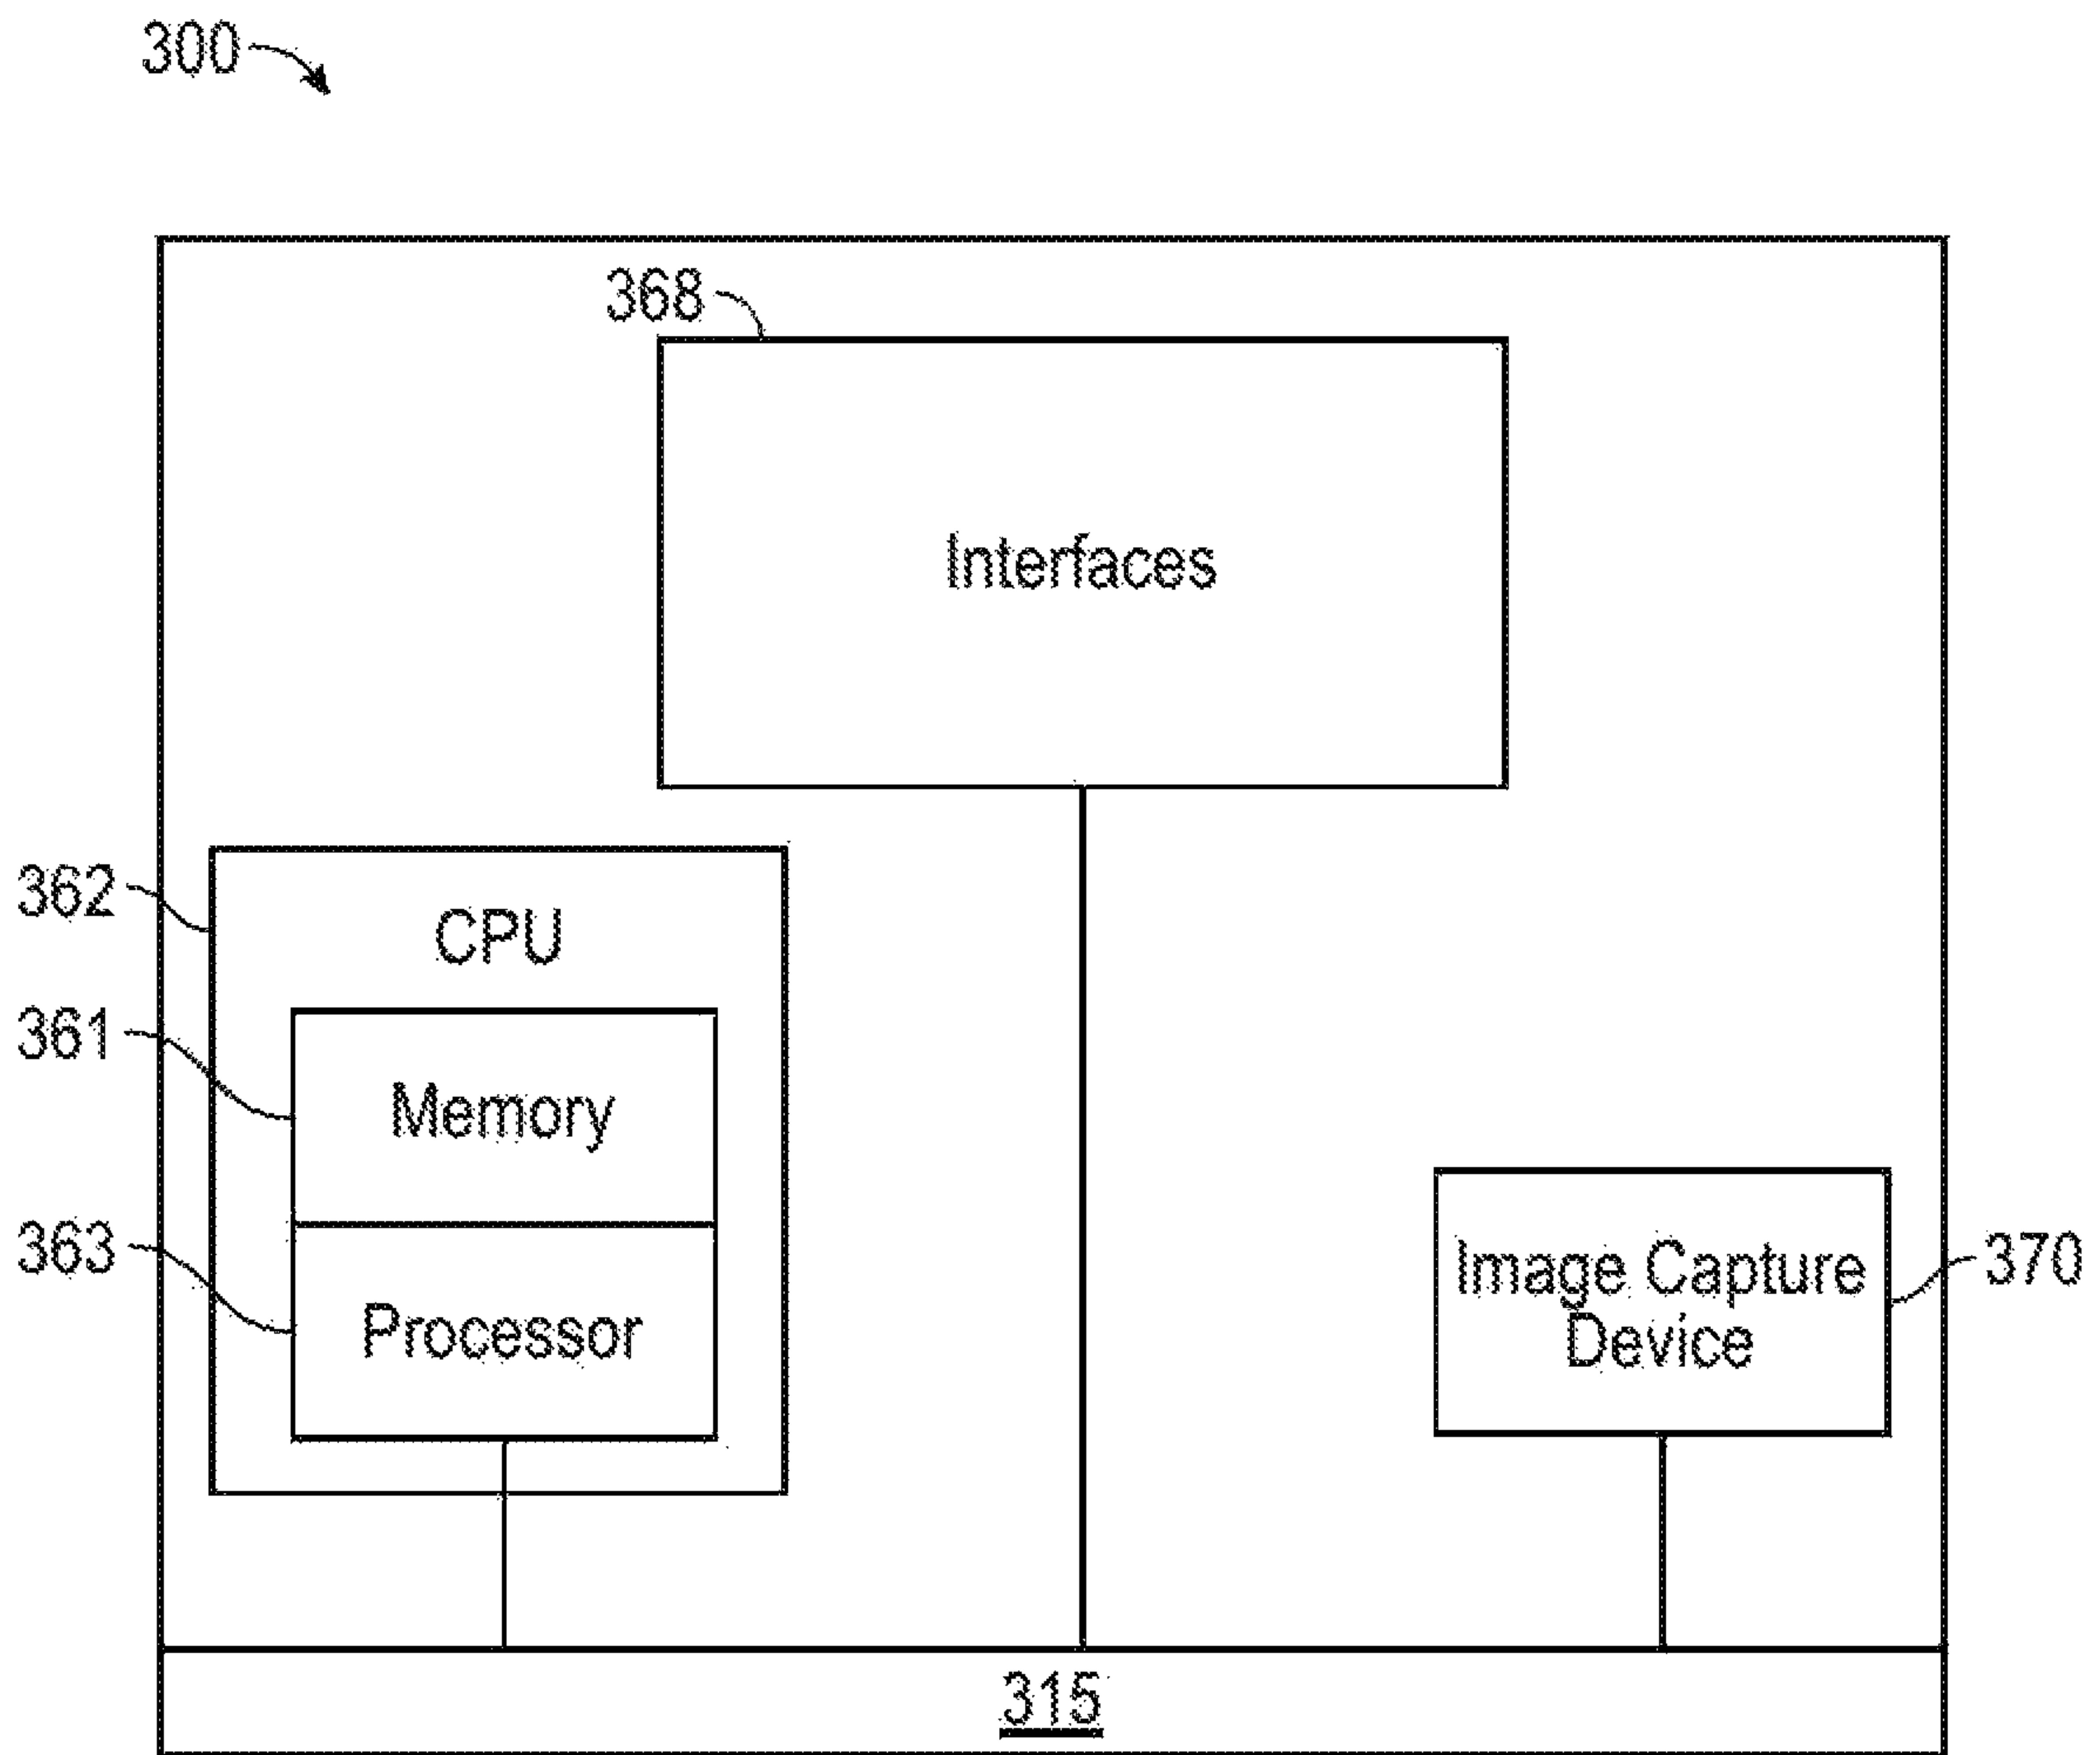 300
368
Interfaces
362
CPU
361
Memory
363
Processor
Image Capture
Device
370
315